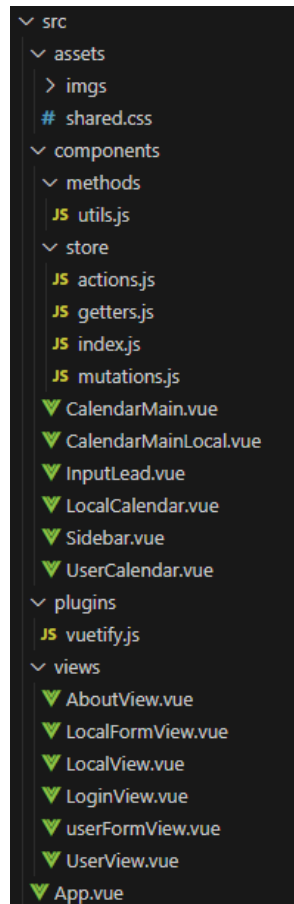 src
assets
imgs
# shared.css
components
methods
JS utils.js
store
JS actions.js
JS getters.js
JS index.js
JS mutations.js
CalendarMain.vue
CalendarMainLocal.vue
InputLead.vue
LocalCalendar.vue
Sidebar.vue
UserCalendar.vue
plugins
JS vuetify.js
views
AboutView.vue
LocalFormView.vue
LocalView.vue
LoginView.vue
userFormView.vue
UserView.vue
App.vue